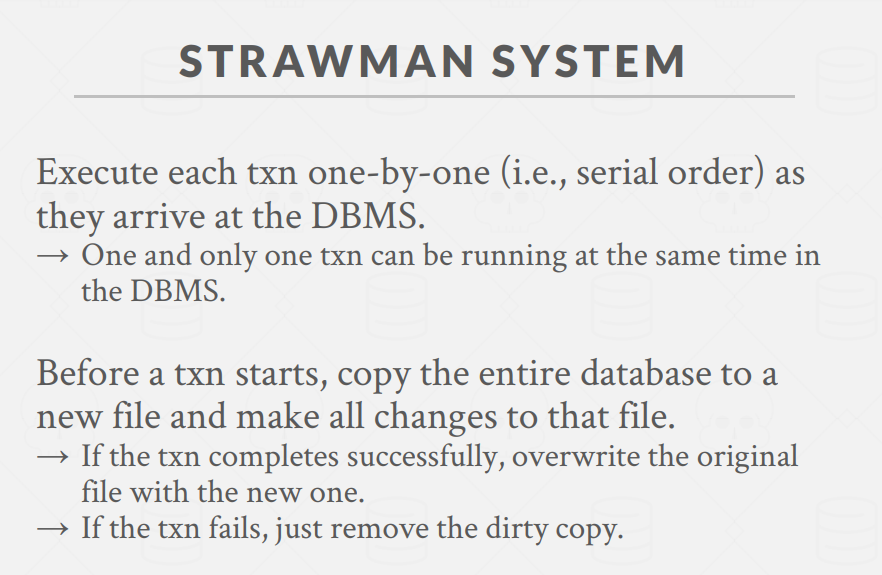 STRAWMAN SYSTEM
Execute each txn one-by-one (i.e., serial order) as
they arrive at the DBMS.
→ One and only one txn can be running at the same time in
the DBMS.
Before a txn starts, copy the entire database to a
new file and make all changes to that file.
→ If the txn completes successfully, overwrite the original
file with the new one.
→ If the txn fails, just remove the dirty copy.